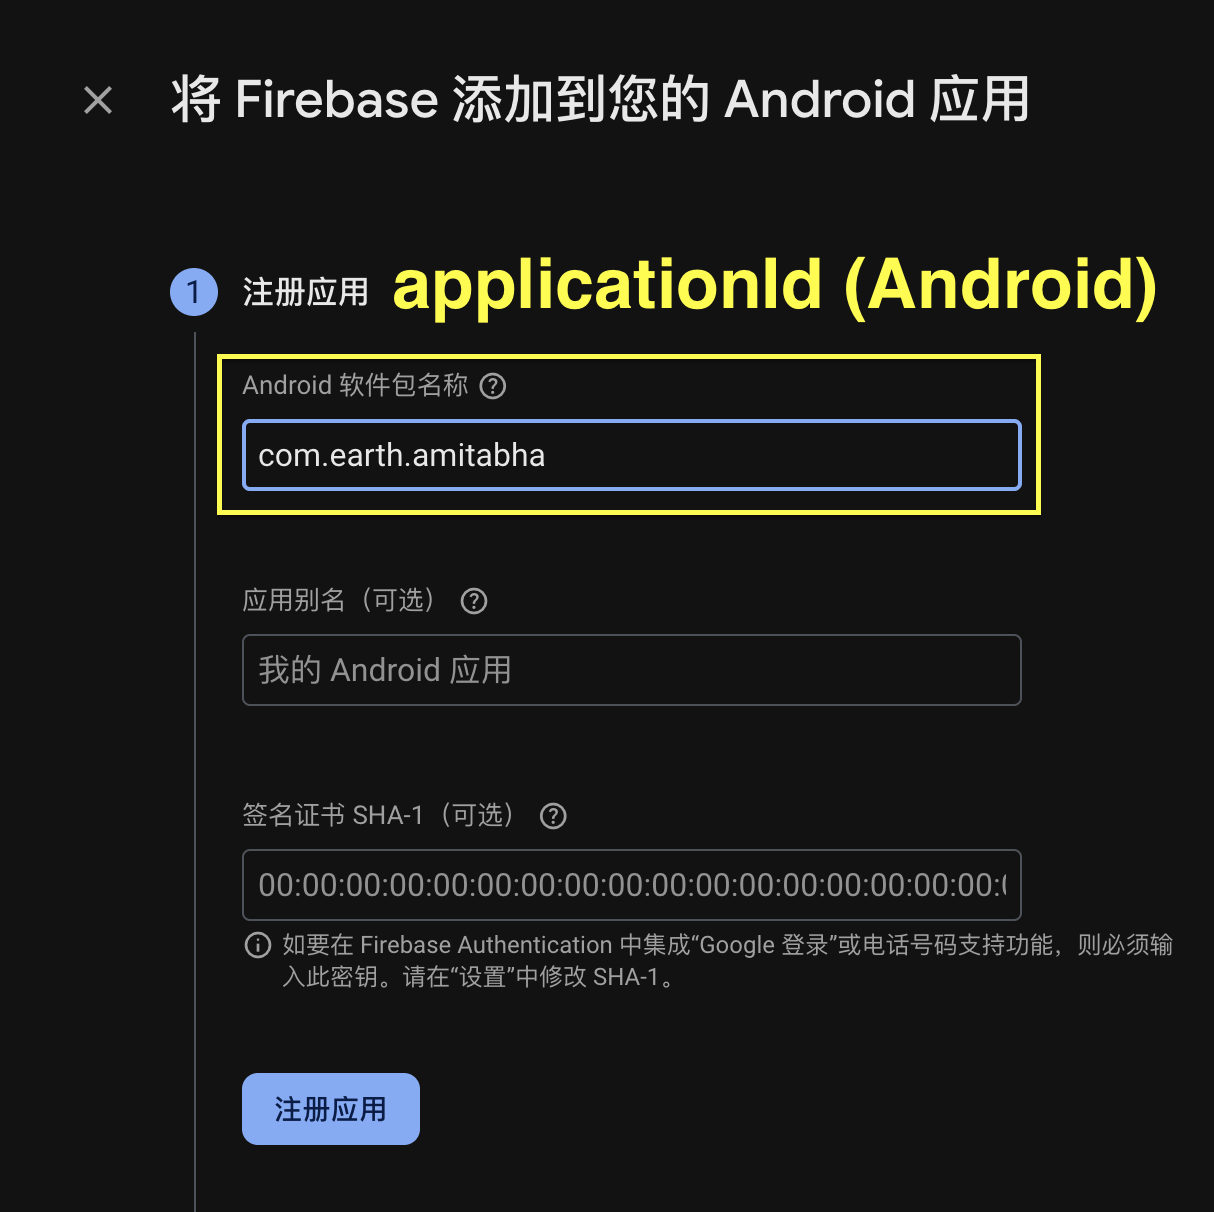 将 Firebase 添加到您的 Android 应用
1 注册应用 applicationId (Android)
Android 软件包名称
com.earth.amitabha
应用别名（可选）
我的 Android 应用
签名证书 SHA-1（可选）
00:00:00:00:00:00:00:00:00:00:00:00:00:00:00:00:00:
如要在 Firebase Authentication 中集成“Google 登录”或电话号码支持功能，则必须输
入此密钥。请在“设置”中修改 SHA-1。
注册应用